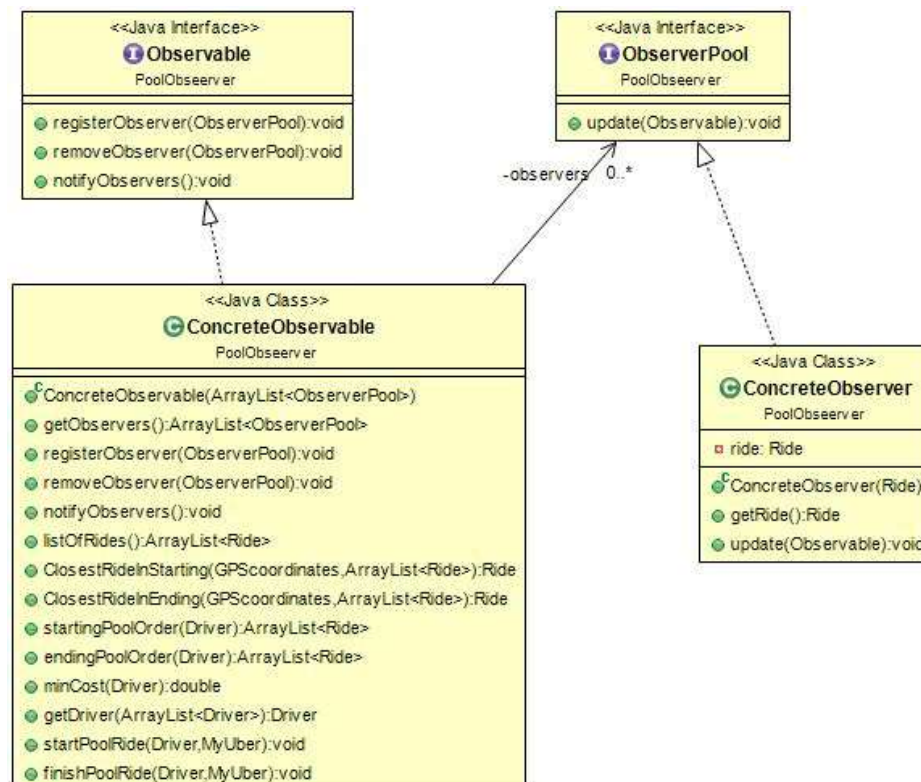 <<Java Interface>>
Observable
PoolObseerver
registerObserver(ObserverPool):void
removeObserver(ObserverPool):void
notifyObservers():void
<<Java Interface>>
ObserverPool
PoolObseerver
update(Observable):void
-observers 0..*
<<Java Class>>
ConcreteObservable
PoolObseerver
ConcreteObservable(ArrayList<ObserverPool>)
getObservers():ArrayList<ObserverPool>
registerObserver(ObserverPool):void
removeObserver(ObserverPool):void
notifyObservers():void
listOfRides():ArrayList<Ride>
ClosestRideInStarting(GPScoordinates,ArrayList<Ride>):Ride
ClosestRideInEnding(GPScoordinates,ArrayList<Ride>):Ride
startingPoolOrder(Driver):ArrayList<Ride>
endingPoolOrder(Driver):ArrayList<Ride>
minCost(Driver):double
getDriver(ArrayList<Driver>):Driver
startPoolRide(Driver,MyUber):void
finishPoolRide(Driver,MyUber):void
<<Java Class>>
ConcreteObserver
PoolObseerver
ride: Ride
ConcreteObserver(Ride)
getRide():Ride
update(Observable):void